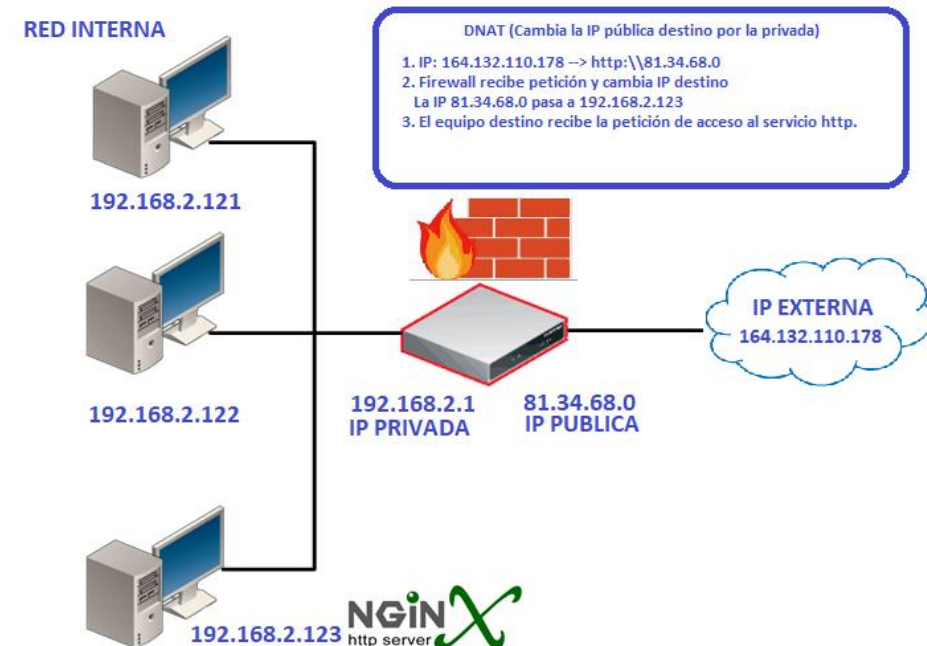 RED INTERNA
DNAT (Cambia la IP pública destino por la privada)
1. IP: 164.132.110.178 --> http:\\81.34.68.0
2. Firewall recibe petición y cambia IP destino
La IP 81.34.68.0 pasa a 192.168.2.123
3. El equipo destino recibe la petición de acceso al servicio http.
192.168.2.121
192.168.2.122
192.168.2.1
IP PRIVADA
81.34.68.0
IP PUBLICA
IP EXTERNA
164.132.110.178
192.168.2.123
NGiNX
http server